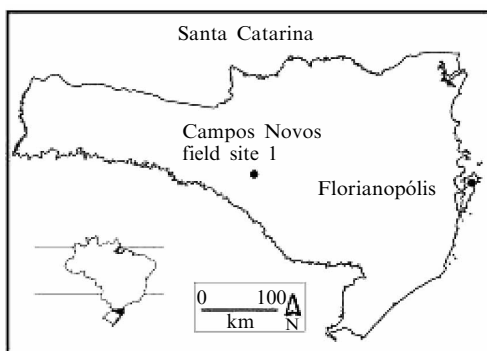 Santa Catarina
Campos Novos
field site 1
Florianopólis
0 100
km
N